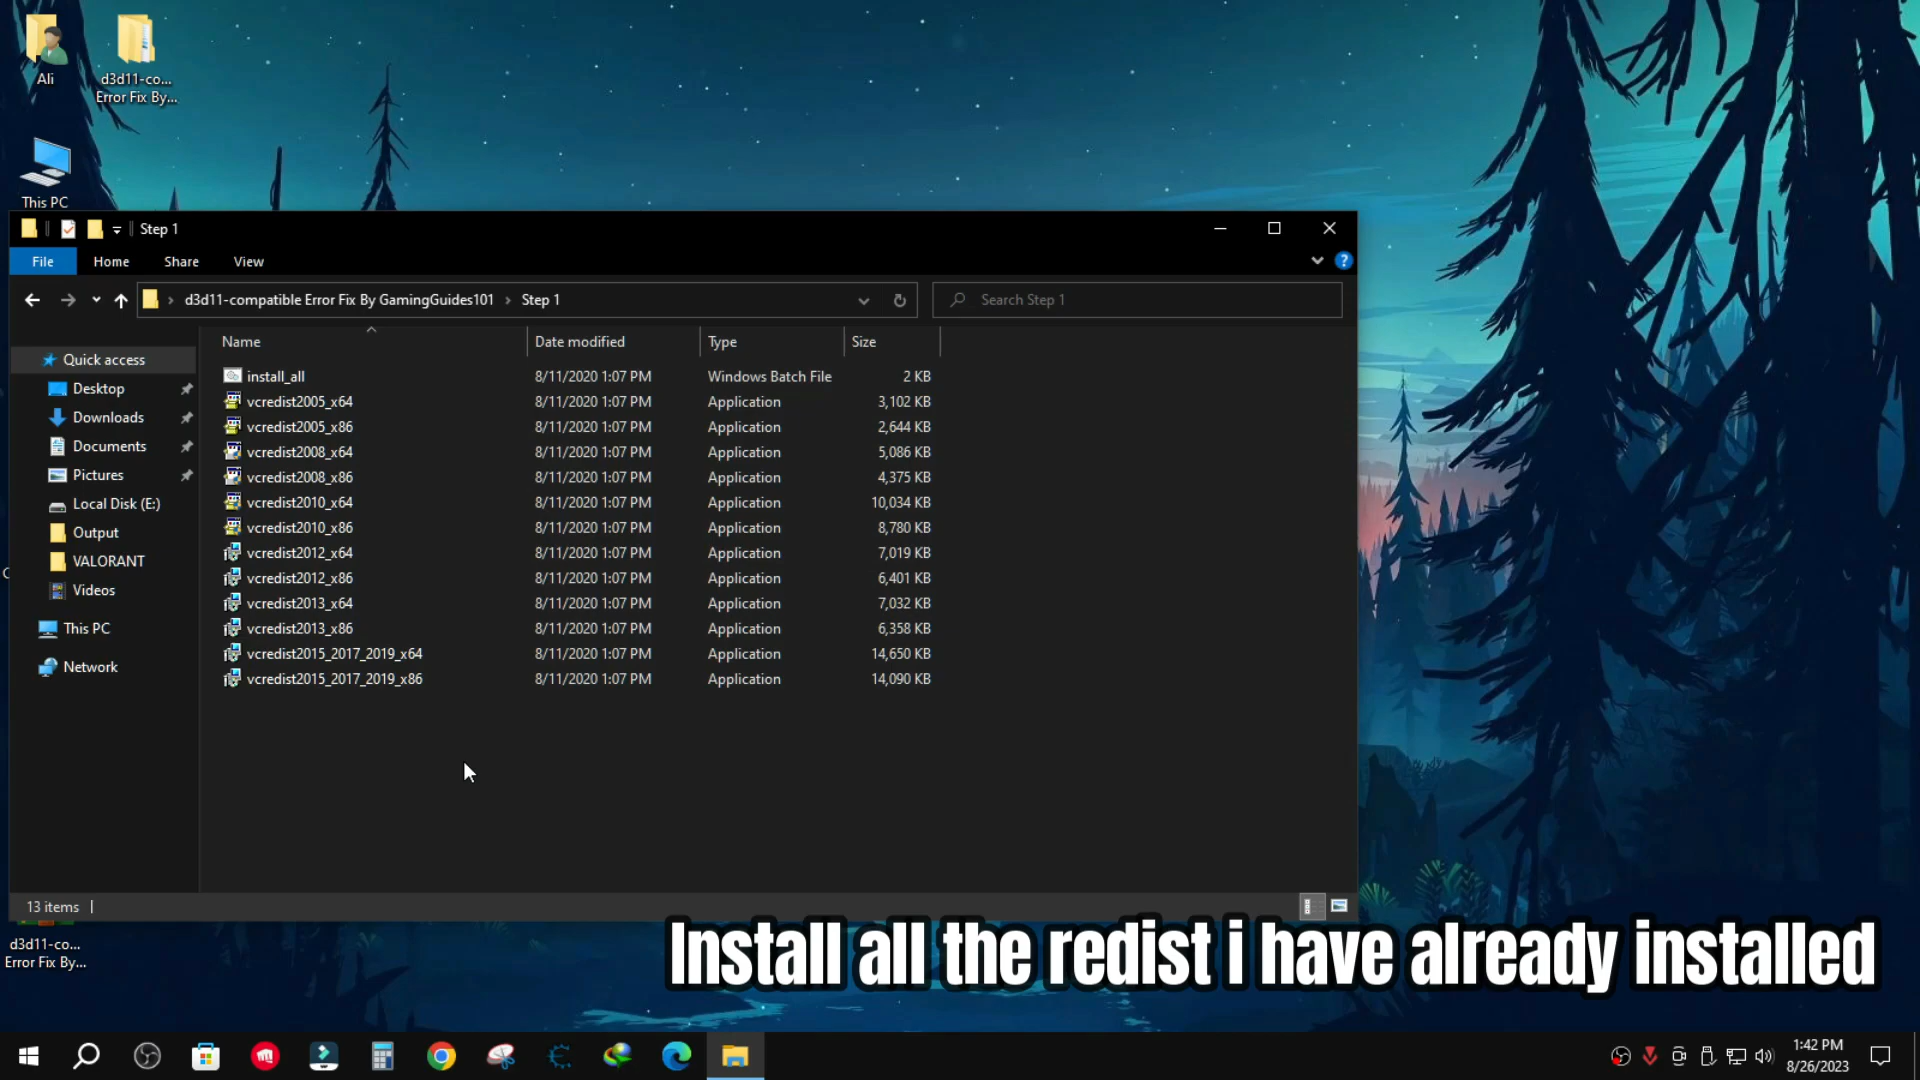 Ali
d3d11-co...
Error Fix By...
This PC
Step 1
File Home Share View
d3d11-compatible Error Fix By GamingGuides101 Step 1
Search Step 1
Name Date modified Type Size
Quick access
Desktop
Downloads
Documents
Pictures
Local Disk (E:)
Output
VALORANT
Videos
This PC
Network
install_all 8/11/2020 1:07 PM Windows Batch File 2 KB
vcredist2005_x64 8/11/2020 1:07 PM Application 3,102 KB
vcredist2005_x86 8/11/2020 1:07 PM Application 2,644 KB
vcredist2008_x64 8/11/2020 1:07 PM Application 5,086 KB
vcredist2008_x86 8/11/2020 1:07 PM Application 4,375 KB
vcredist2010_x64 8/11/2020 1:07 PM Application 10,034 KB
vcredist2010_x86 8/11/2020 1:07 PM Application 8,780 KB
vcredist2012_x64 8/11/2020 1:07 PM Application 7,019 KB
vcredist2012_x86 8/11/2020 1:07 PM Application 6,401 KB
vcredist2013_x64 8/11/2020 1:07 PM Application 7,032 KB
vcredist2013_x86 8/11/2020 1:07 PM Application 6,358 KB
vcredist2015_2017_2019_x64 8/11/2020 1:07 PM Application 14,650 KB
vcredist2015_2017_2019_x86 8/11/2020 1:07 PM Application 14,090 KB
13 items
d3d11-co...
Error Fix By...
Install all the redist i have already installed
1:42 PM
8/26/2023